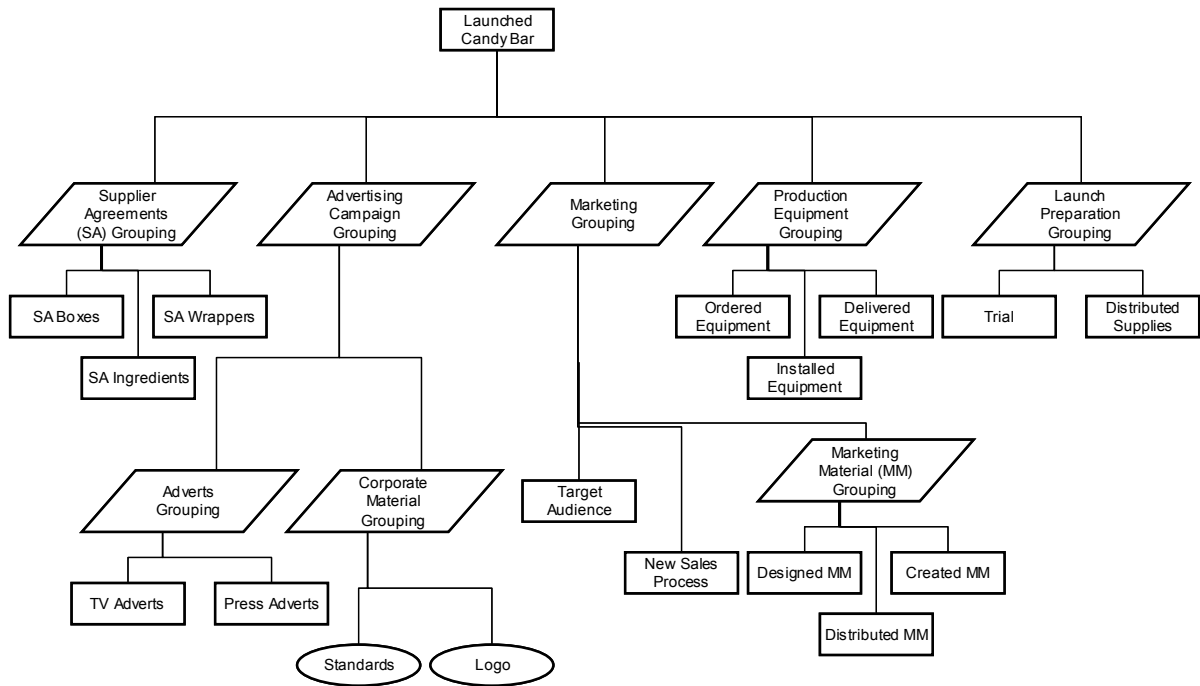 Launched
Candy Bar
Supplier
Agreements
(SA) Grouping
Advertising
Campaign
Grouping
Marketing
Grouping
Production
Equipment
Grouping
Launch
Preparation
Grouping
SA Boxes
SA Wrappers
SA Ingredients
Ordered
Equipment
Delivered
Equipment
Installed
Equipment
Trial
Distributed
Supplies
Adverts
Grouping
Corporate
Material
Grouping
Target
Audience
New Sales
Process
Marketing
Material (MM)
Grouping
TV Adverts
Press Adverts
Designed MM
Created MM
Distributed MM
Standards
Logo